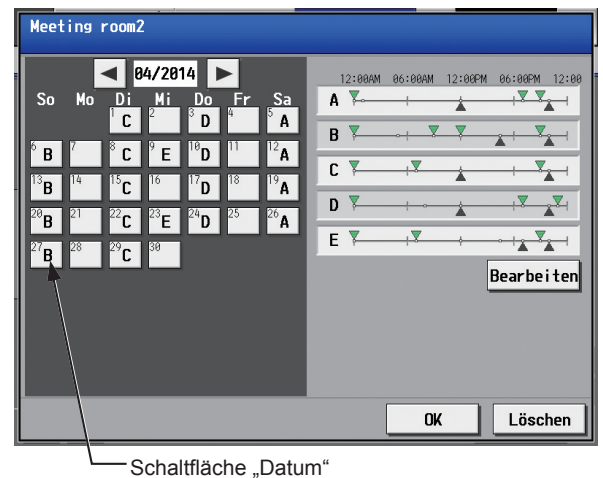 Meeting room2
04/2014
12:00AM 06:00AM 12:00PM 06:00PM 12:00
So Mo Di Mi Do Fr Sa
1 C 2 3 D 4 5 A
6 B 7 8 C 9 E 10 D 11 12 A
13 B 14 15 C 16 17 D 18 19 A
20 B 21 22 C 23 E 24 D 25 26 A
27 B 28 29 C 30
A
B
C
D
E
Bearbeiten
OK Löschen
Schaltfläche „Datum“